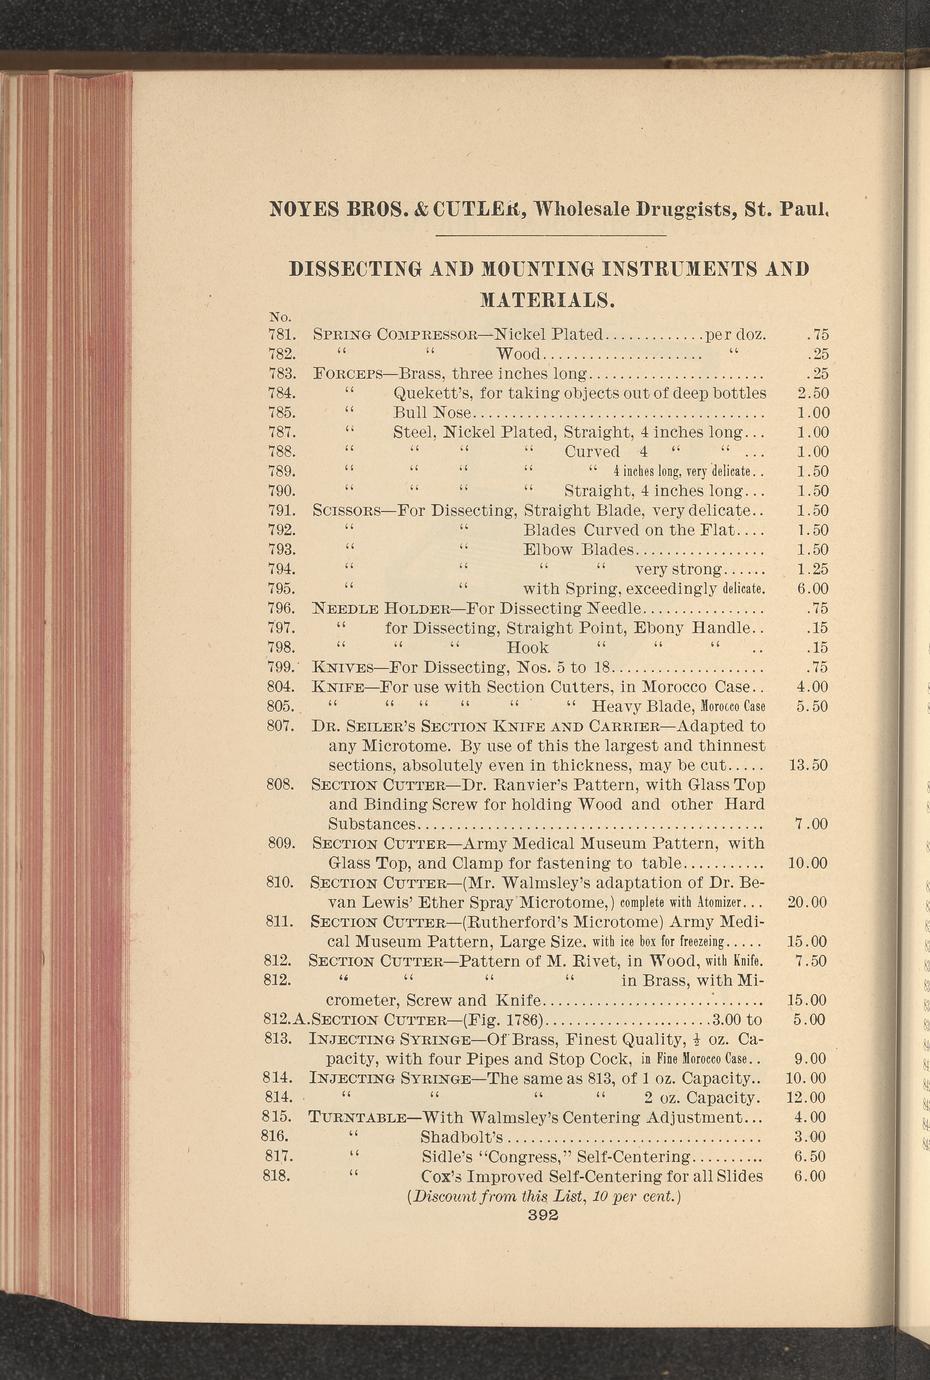 NOYES BROS. & CUTLER, Wholesale Druggists, St. Paul.
DISSECTING AND MOUNTING INSTRUMENTS AND
MATERIALS.
No.
781. SPRING COMPRESSOR—Nickel Plated.............per doz. .75
782. “ “ Wood..................... “ .25
783. FORCEPS—Brass, three inches long....................... .25
784. “ Quekett's, for taking objects out of deep bottles 2.50
785. “ Bull Nose...................................... 1.00
787. “ Steel, Nickel Plated, Straight, 4 inches long... 1.00
788. “ “ “ “ Curved 4 “ “ ... 1.00
789. “ “ “ “ “ 4 inches long, very delicate.. 1.50
790. “ “ “ “ Straight, 4 inches long... 1.50
791. SCISSORS—For Dissecting, Straight Blade, very delicate.. 1.50
792. “ “ Blades Curved on the Flat.... 1.50
793. “ “ Elbow Blades................. 1.50
794. “ “ “ “ very strong...... 1.25
795. “ “ with Spring, exceedingly delicate. 6.00
796. NEEDLE HOLDER—For Dissecting Needle................ .75
797. “ for Dissecting, Straight Point, Ebony Handle.. .15
798. “ “ “ Hook “ “ “ .. .15
799. KNIVES—For Dissecting, Nos. 5 to 18.................... .75
804. KNIFE—For use with Section Cutters, in Morocco Case.. 4.00
805. “ “ “ “ “ “ Heavy Blade, Morocco Case 5.50
807. DR. SEILER'S SECTION KNIFE AND CARRIER—Adapted to
any Microtome. By use of this the largest and thinnest
sections, absolutely even in thickness, may be cut..... 13.50
808. SECTION CUTTER—Dr. Ranvier's Pattern, with Glass Top
and Binding Screw for holding Wood and other Hard
Substances............................................. 7.00
809. SECTION CUTTER—Army Medical Museum Pattern, with
Glass Top, and Clamp for fastening to table........... 10.00
810. SECTION CUTTER—(Mr. Walmsley's adaptation of Dr. Be-
van Lewis' Ether Spray Microtome,) complete with Atomizer... 20.00
811. SECTION CUTTER—(Rutherford's Microtome) Army Medi-
cal Museum Pattern, Large Size. with ice box for freezeing..... 15.00
812. SECTION CUTTER—Pattern of M. Rivet, in Wood, with Knife. 7.50
812. “ “ “ “ in Brass, with Mi-
crometer, Screw and Knife............................. 15.00
812.A.SECTION CUTTER—(Fig. 1786)......................3.00 to 5.00
813. INJECTING SYRINGE—Of Brass, Finest Quality, ½ oz. Ca-
pacity, with four Pipes and Stop Cock, in Fine Morocco Case.. 9.00
814. INJECTING SYRINGE—The same as 813, of 1 oz. Capacity.. 10.00
814. “ “ “ “ 2 oz. Capacity. 12.00
815. TURNTABLE—With Walmsley's Centering Adjustment... 4.00
816. “ Shadbolt's................................. 3.00
817. “ Sidle's “Congress,” Self-Centering.......... 6.50
818. “ Cox's Improved Self-Centering for all Slides 6.00
(Discount from this List, 10 per cent.)
392